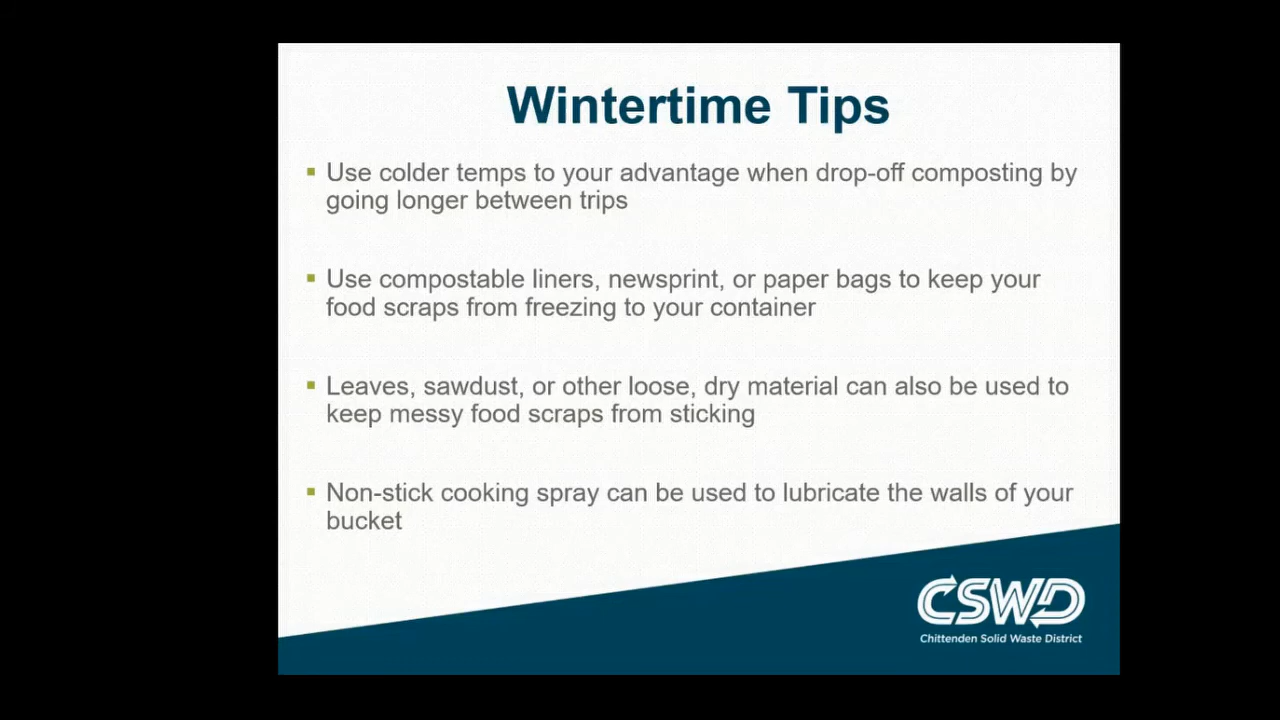 Wintertime Tips
Use colder temps to your advantage when drop-off composting by
going longer between trips
Use compostable liners, newsprint, or paper bags to keep your
food scraps from freezing to your container
Leaves, sawdust, or other loose, dry material can also be used to
keep messy food scraps from sticking
Non-stick cooking spray can be used to lubricate the walls of your
bucket
CSWD
Chittenden Solid Waste District